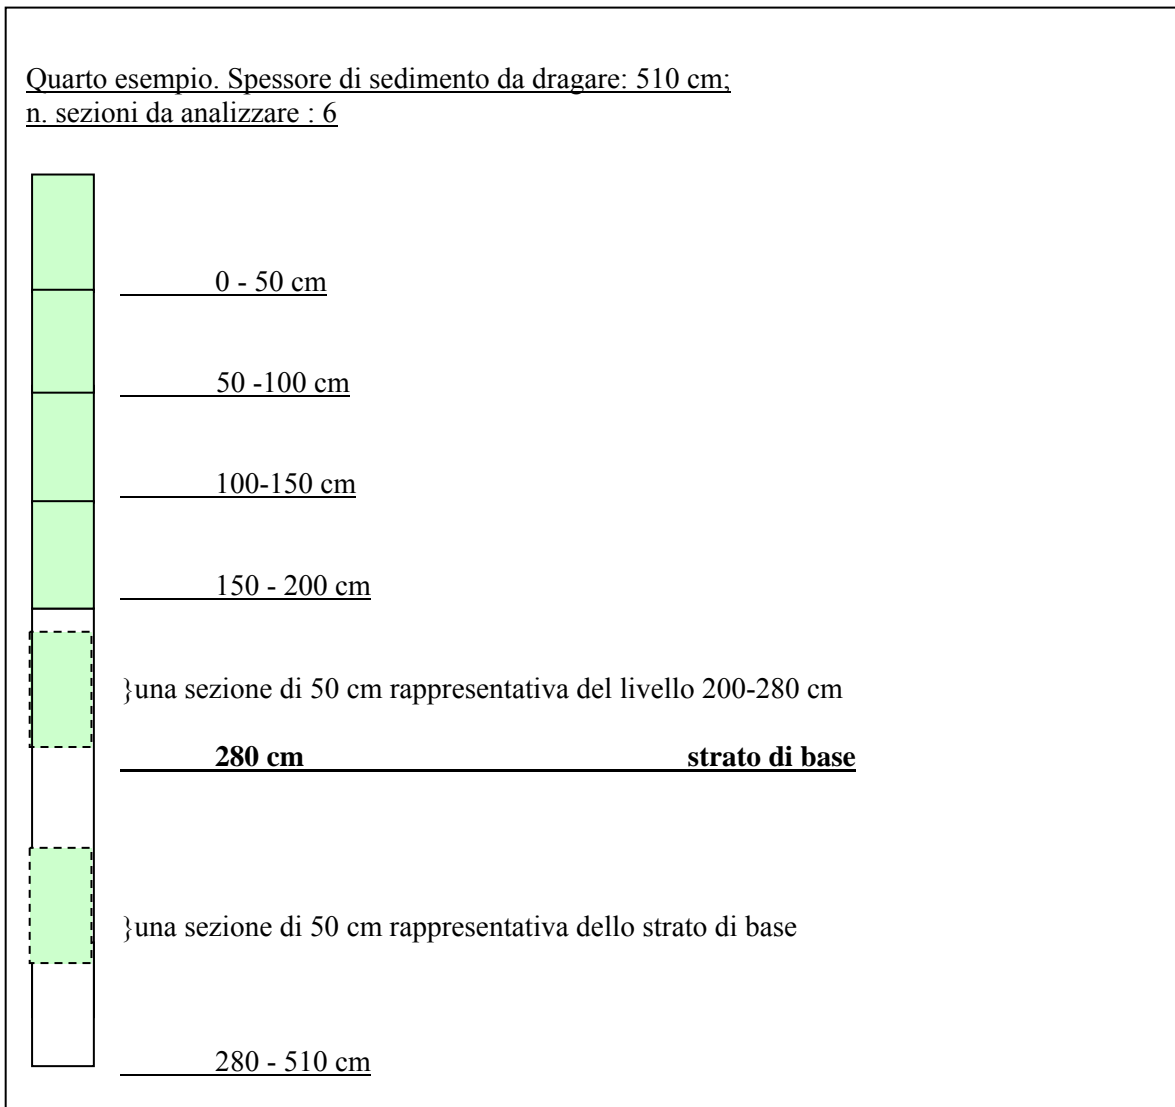 Quarto esempio. Spessore di sedimento da dragare: 510 cm;
n. sezioni da analizzare : 6
0 - 50 cm
50 -100 cm
100-150 cm
150 - 200 cm
}una sezione di 50 cm rappresentativa del livello 200-280 cm
280 cm strato di base
}una sezione di 50 cm rappresentativa dello strato di base
280 - 510 cm